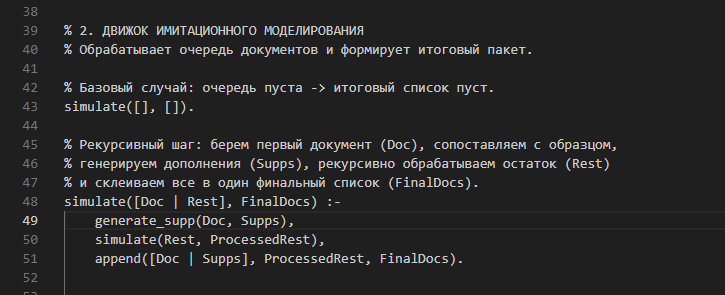 38
39 % 2. ДВИЖОК ИМИТАЦИОННОГО МОДЕЛИРОВАНИЯ
40 % Обрабатывает очередь документов и формирует итоговый пакет.
41
42 % Базовый случай: очередь пуста -> итоговый список пуст.
43 simulate([], []).
44
45 % Рекурсивный шаг: берем первый документ (Doc), сопоставляем с образцом,
46 % генерируем дополнения (Supps), рекурсивно обрабатываем остаток (Rest)
47 % и склеиваем все в один финальный список (FinalDocs).
48 simulate([Doc | Rest], FinalDocs) :-
49     generate_supp(Doc, Supps),
50     simulate(Rest, ProcessedRest),
51     append([Doc | Supps], ProcessedRest, FinalDocs).
52